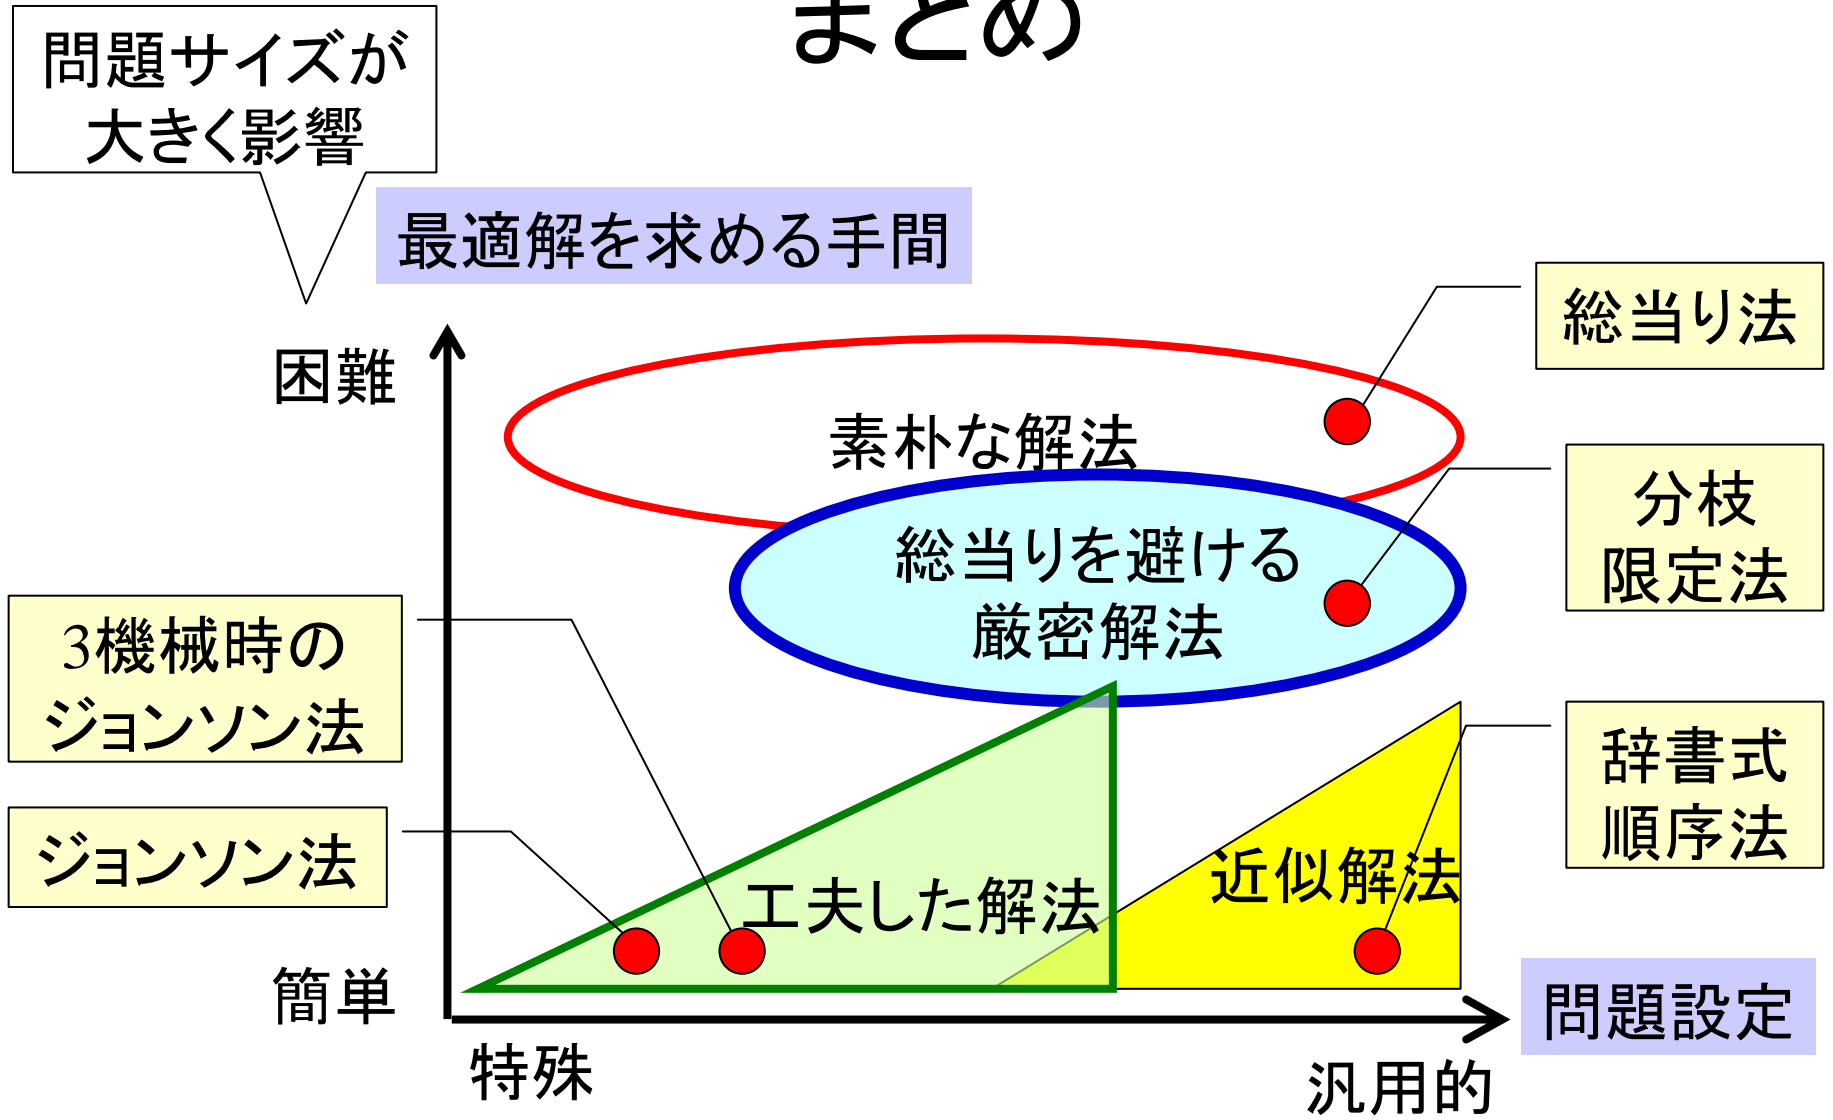 まとめ
問題サイズが
大きく影響
最適解を求める手間
総当り法
困難
素朴な解法
分枝
限定法
総当りを避ける
厳密解法
3機械時の
ジョンソン法
辞書式
順序法
ジョンソン法
近似解法
工夫した解法
簡単
問題設定
特殊
汎用的